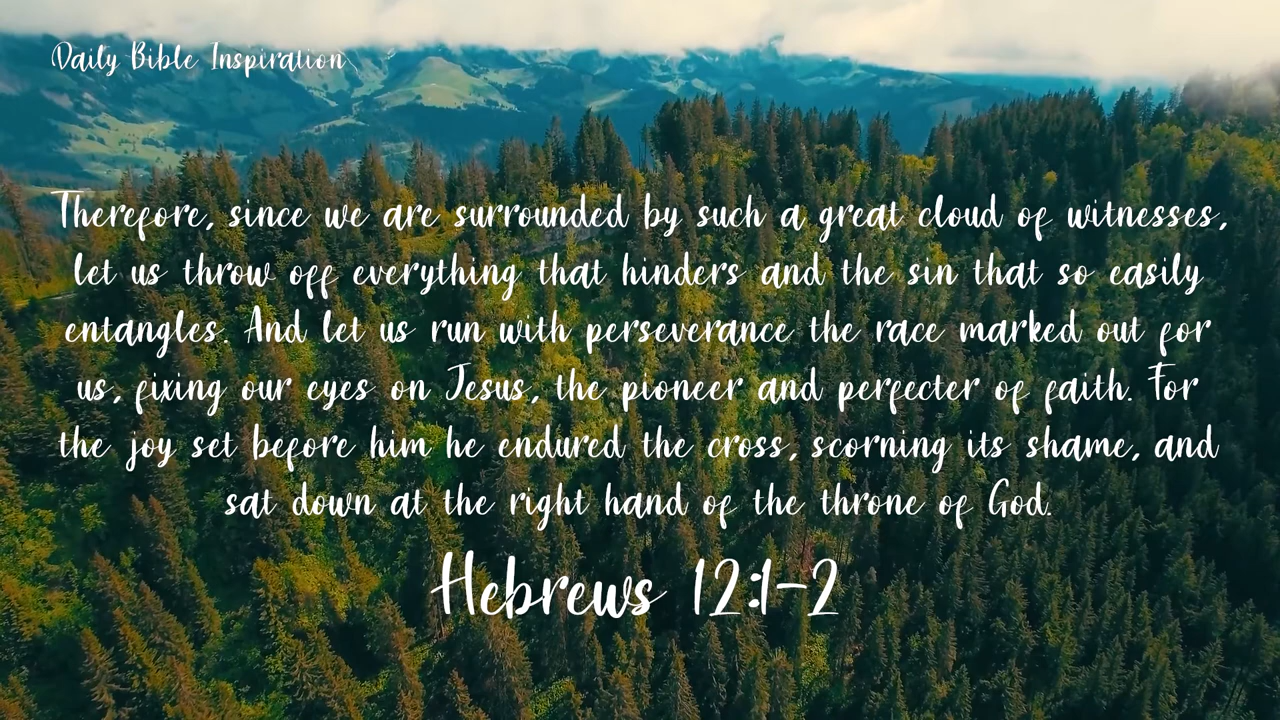 Daily Bible Inspiration
Therefore, since we are surrounded by such a great cloud of witnesses,
let us throw off everything that hinders and the sin that so easily
entangles. And let us run with perseverance the race marked out for
us, fixing our eyes on Jesus, the pioneer and perfecter of faith. For
the joy set before him he endured the cross, scorning its shame, and
sat down at the right hand of the throne of God.
Hebrews 12:1-2